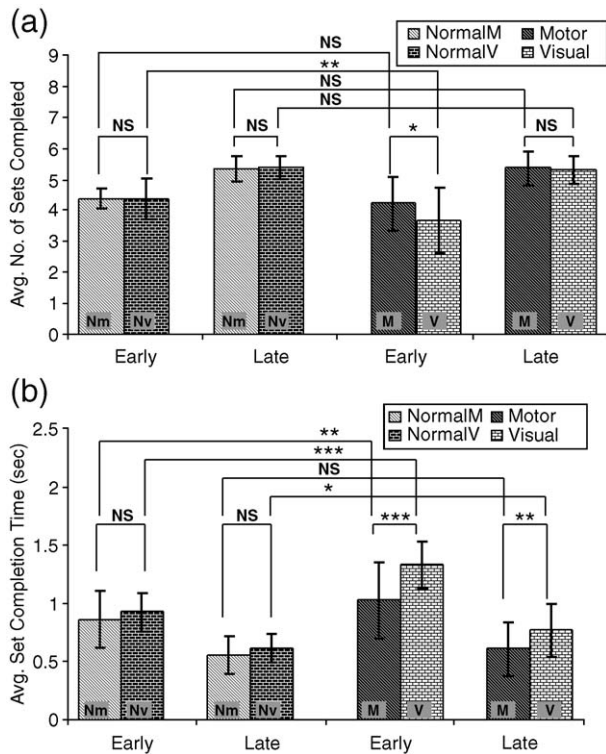 (a)
NormalM Motor
NormalV Visual
Avg. No. of Sets Completed
9
8
7
6
5
4
3
2
1
0
NS
**
NS
NS
NS NS * NS
Nm Nv Nm Nv M V M V
Early Late Early Late
(b)
NormalM Motor
NormalV Visual
Avg. Set Completion Time (sec)
2.5
2
1.5
1
0.5
0
**
***
NS
*
NS NS *** **
Nm Nv Nm Nv M V M V
Early Late Early Late